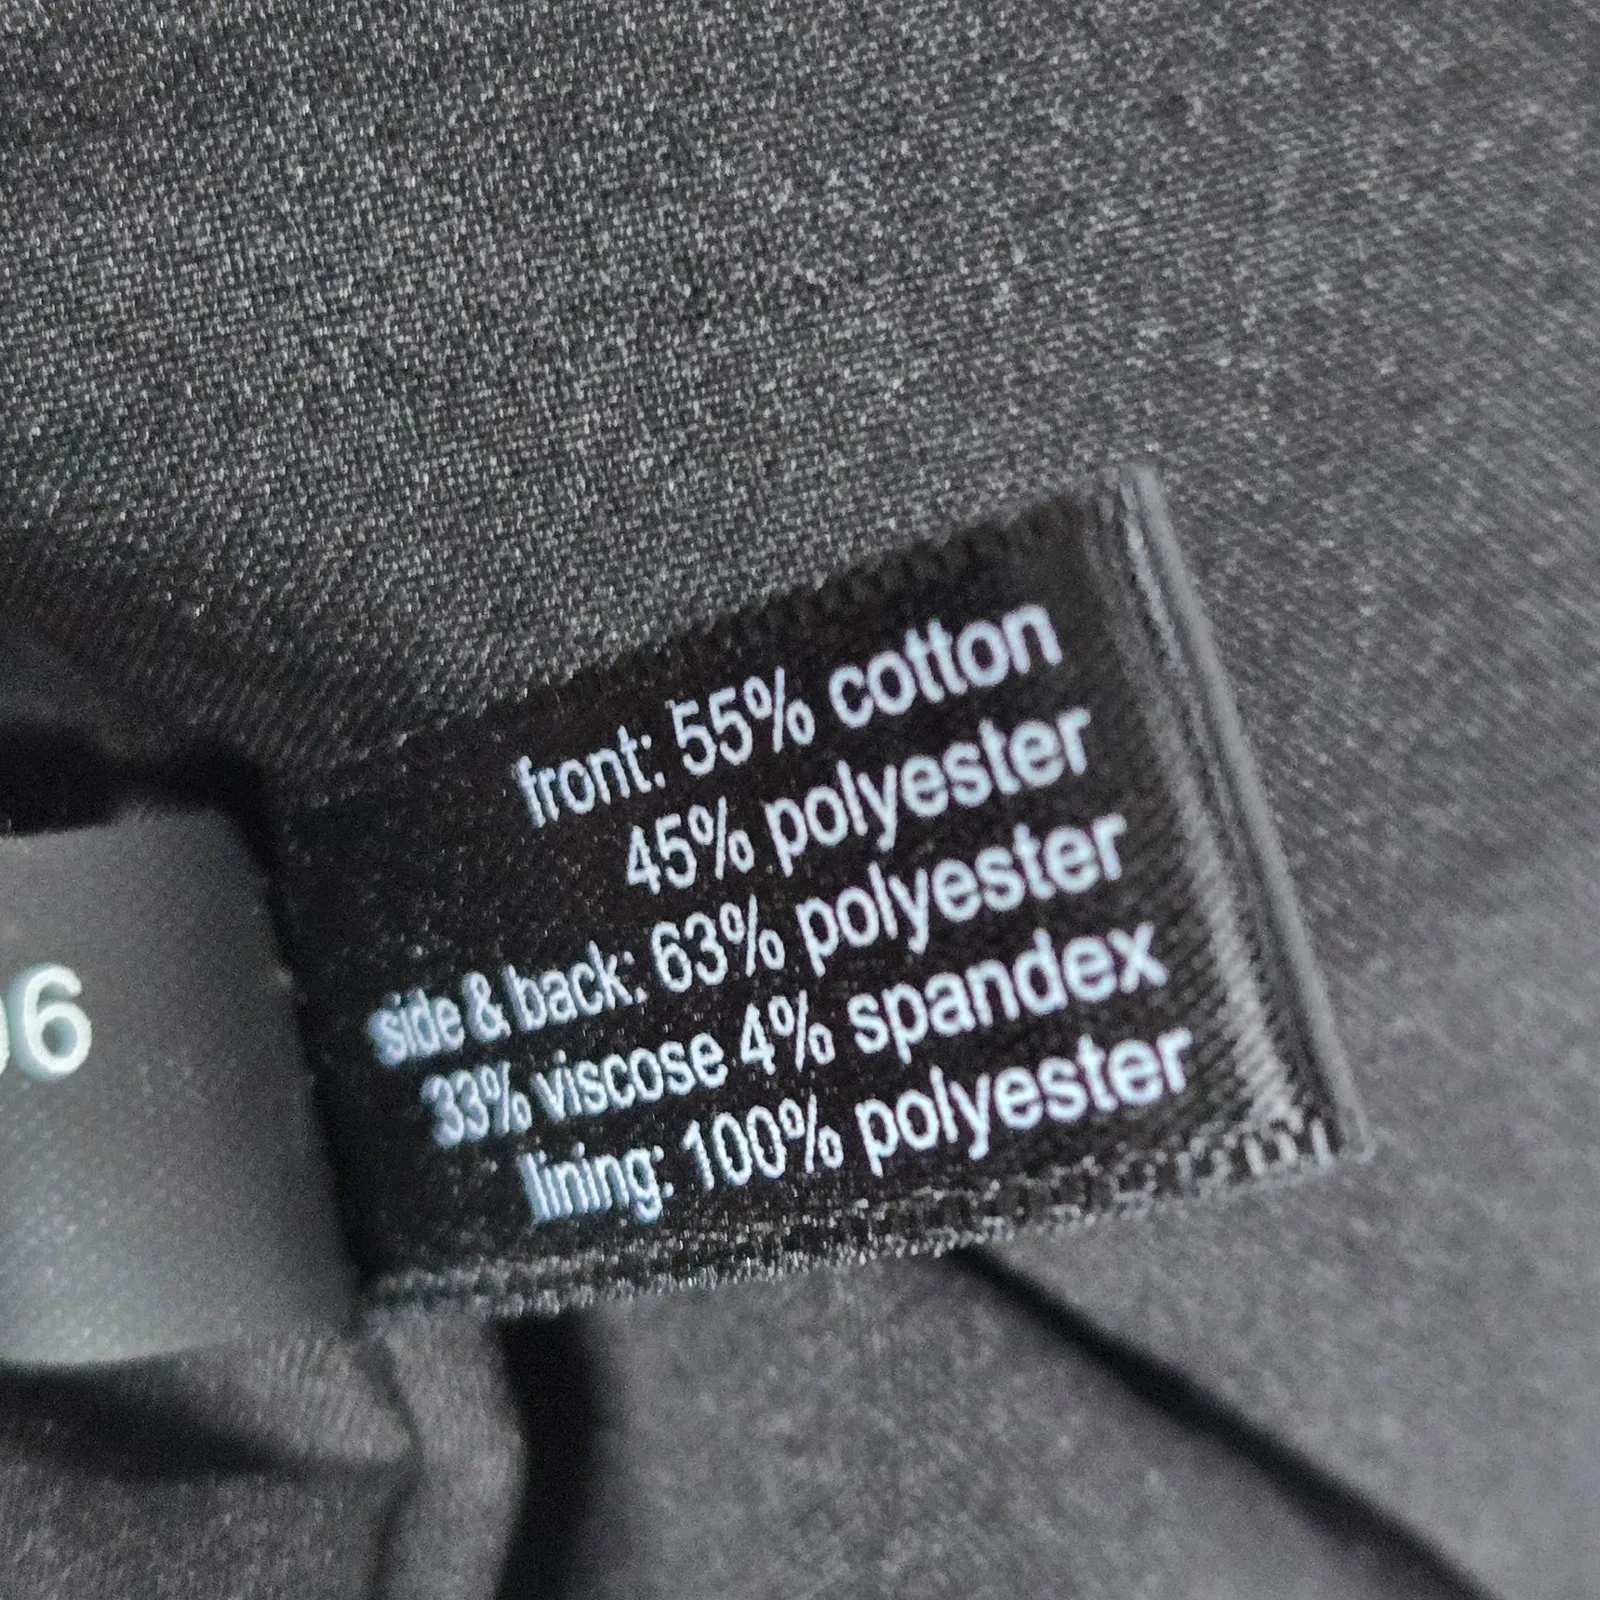 front: 55% cotton
45% polyester
side & back: 63% polyester
33% viscose 4% spandex
lining: 100% polyester